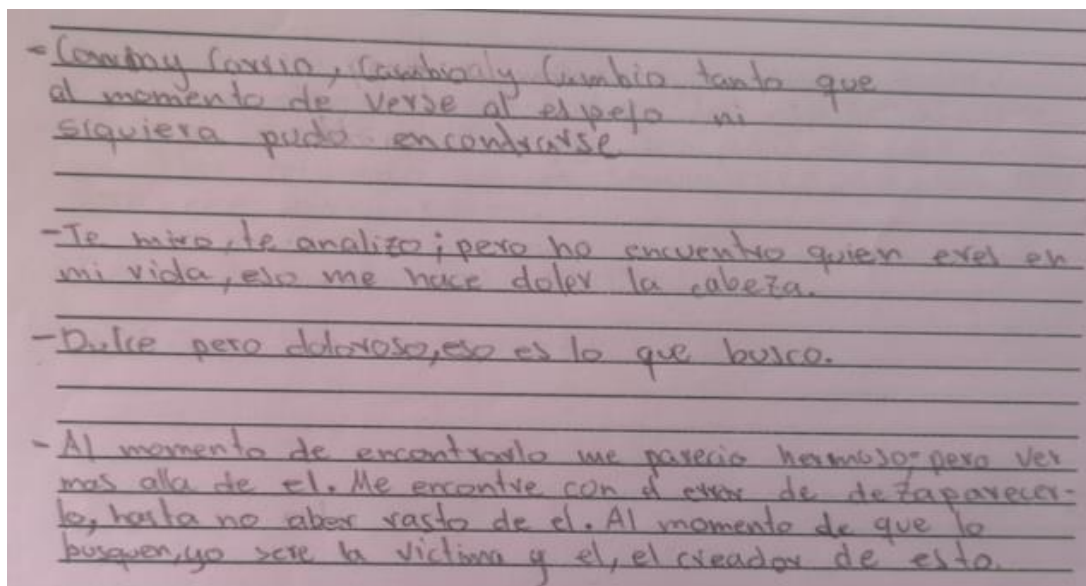 tanto que
al momento de verse al espejo ni
siquiera pudo encontrarse
-Te miro, te analizo; pero no encuentro quien eres en
mi vida, eso me hace doler la cabeza.
-Dulce pero doloroso, eso es lo que busco.
- Al momento de encontrarlo me parecio hermoso, pero ver
mas alla de el. Me encontre con el error de dezaparecer-
lo, hasta no aber rasto de el. Al momento de que lo
busquen, yo sere la victima y el, el creador de esto.